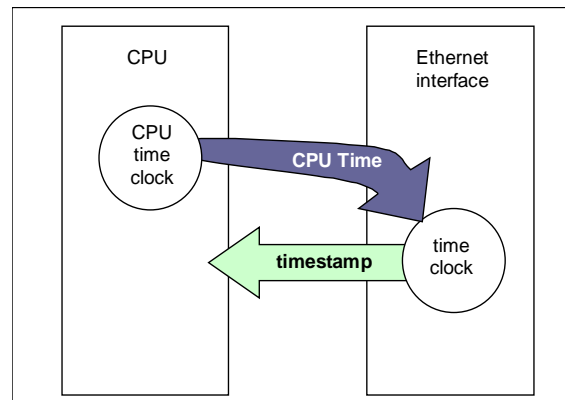 CPU
Ethernet
interface
CPU
time
clock
CPU Time
time
clock
timestamp